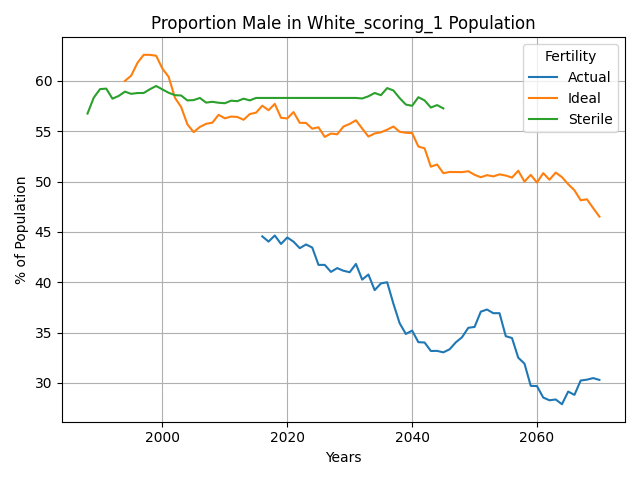 Proportion Male in White_scoring_1 Population
Fertility
Actual
Ideal
Sterile
% of Population
60
55
50
45
40
35
30
2000 2020 2040 2060
Years